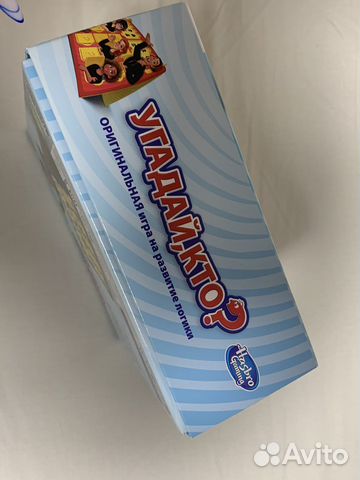 УГАДАЙ, КТО?
ОРИГИНАЛЬНАЯ игра на развитие логики
Hasbro
Gaming
Avito